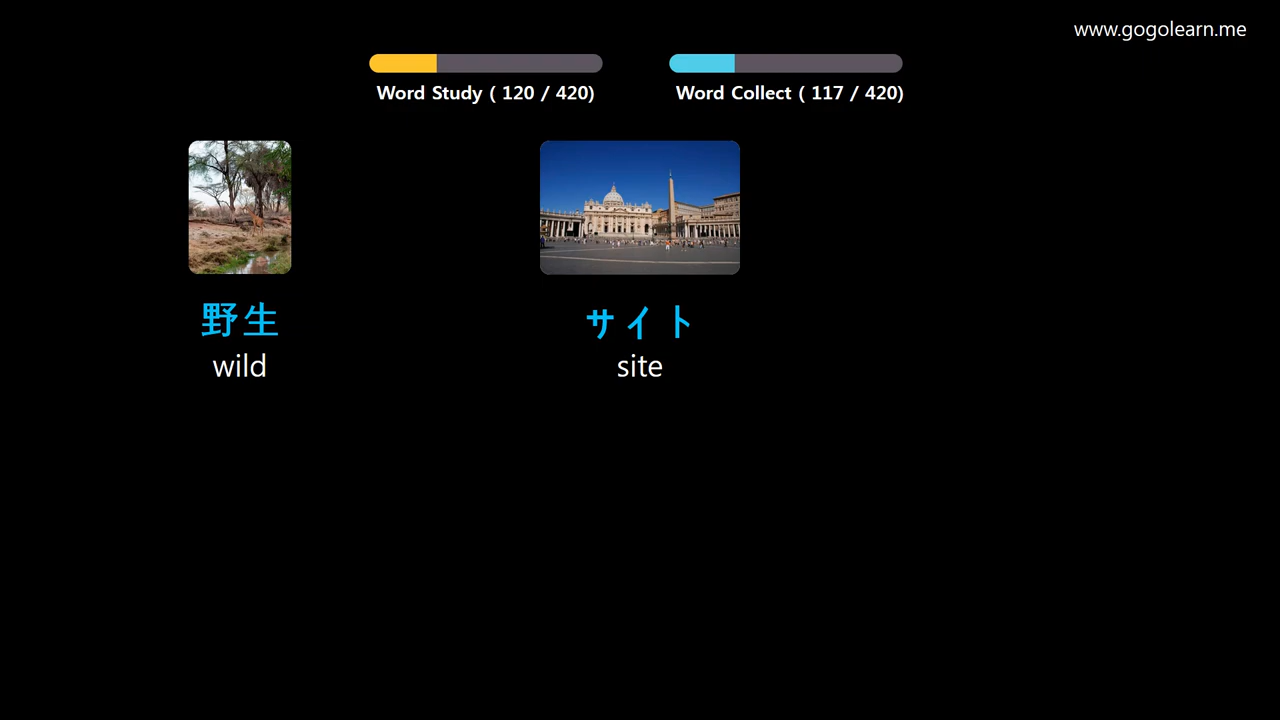 www.gogolearn.me
Word Study ( 120 / 420)
Word Collect ( 117 / 420)
野生
wild
サイト
site